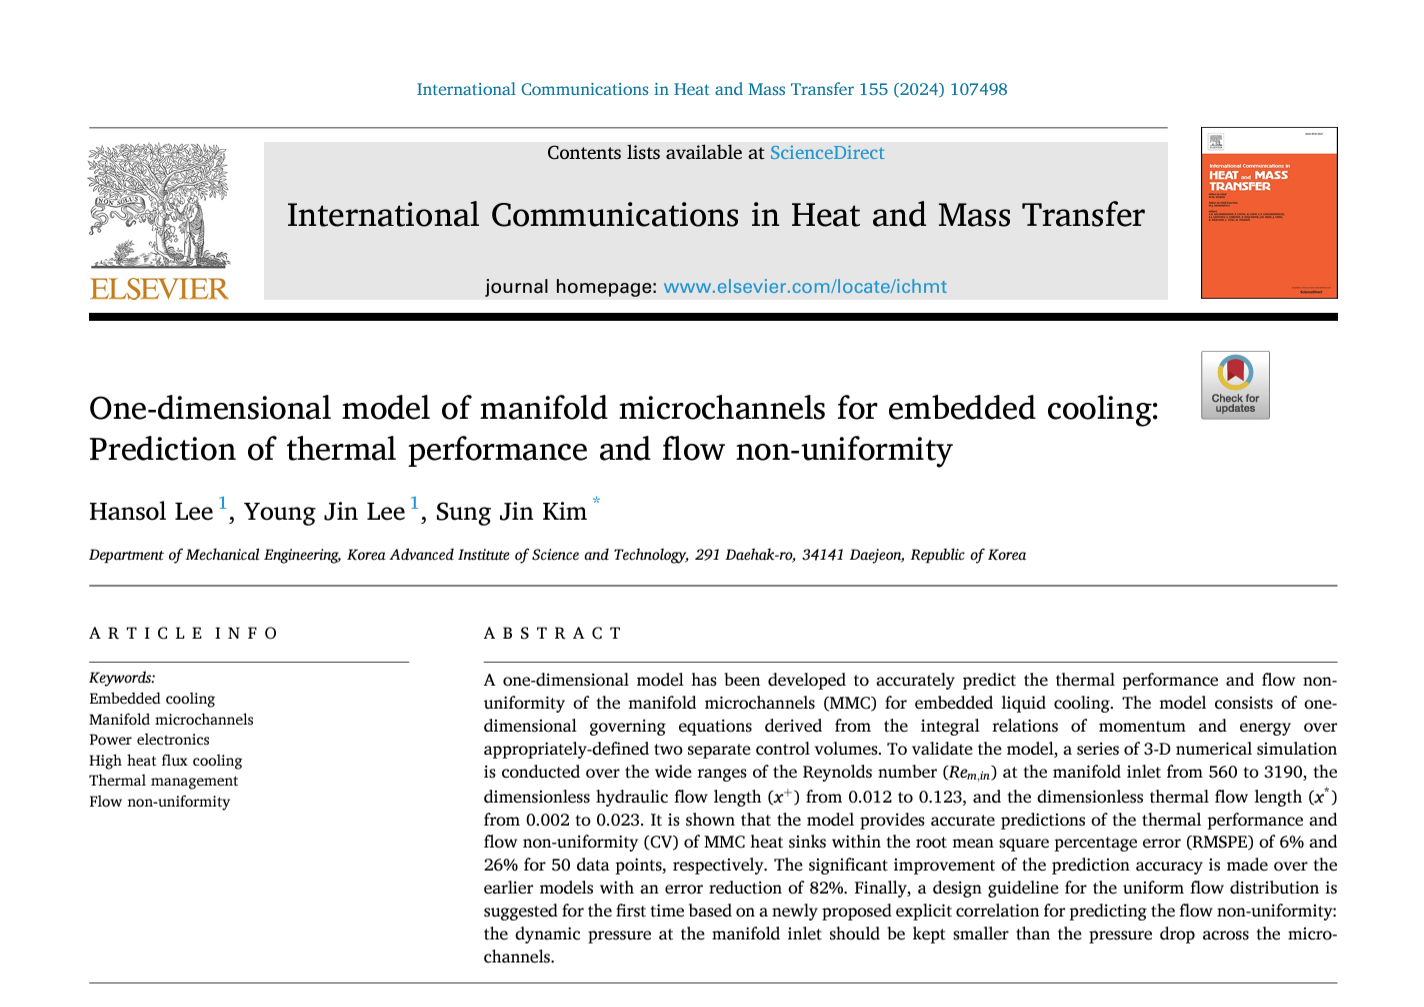 International Communications in Heat and Mass Transfer 155 (2024) 107498
Contents lists available at ScienceDirect
International Communications in Heat and Mass Transfer
journal homepage: www.elsevier.com/locate/ichmt
NON SOLUS
ELSEVIER
International Communications in
HEAT and MASS
TRANSFER
Check for
updates
One-dimensional model of manifold microchannels for embedded cooling:
Prediction of thermal performance and flow non-uniformity
Hansol Lee 1, Young Jin Lee 1, Sung Jin Kim *
Department of Mechanical Engineering, Korea Advanced Institute of Science and Technology, 291 Daehak-ro, 34141 Daejeon, Republic of Korea
ARTICLE INFO
Keywords:
Embedded cooling
Manifold microchannels
Power electronics
High heat flux cooling
Thermal management
Flow non-uniformity
ABSTRACT
A one-dimensional model has been developed to accurately predict the thermal performance and flow non-
uniformity of the manifold microchannels (MMC) for embedded liquid cooling. The model consists of one-
dimensional governing equations derived from the integral relations of momentum and energy over
appropriately-defined two separate control volumes. To validate the model, a series of 3-D numerical simulation
is conducted over the wide ranges of the Reynolds number (Re_m,in) at the manifold inlet from 560 to 3190, the
dimensionless hydraulic flow length (x⁺) from 0.012 to 0.123, and the dimensionless thermal flow length (x*)
from 0.002 to 0.023. It is shown that the model provides accurate predictions of the thermal performance and
flow non-uniformity (CV) of MMC heat sinks within the root mean square percentage error (RMSPE) of 6% and
26% for 50 data points, respectively. The significant improvement of the prediction accuracy is made over the
earlier models with an error reduction of 82%. Finally, a design guideline for the uniform flow distribution is
suggested for the first time based on a newly proposed explicit correlation for predicting the flow non-uniformity:
the dynamic pressure at the manifold inlet should be kept smaller than the pressure drop across the micro-
channels.